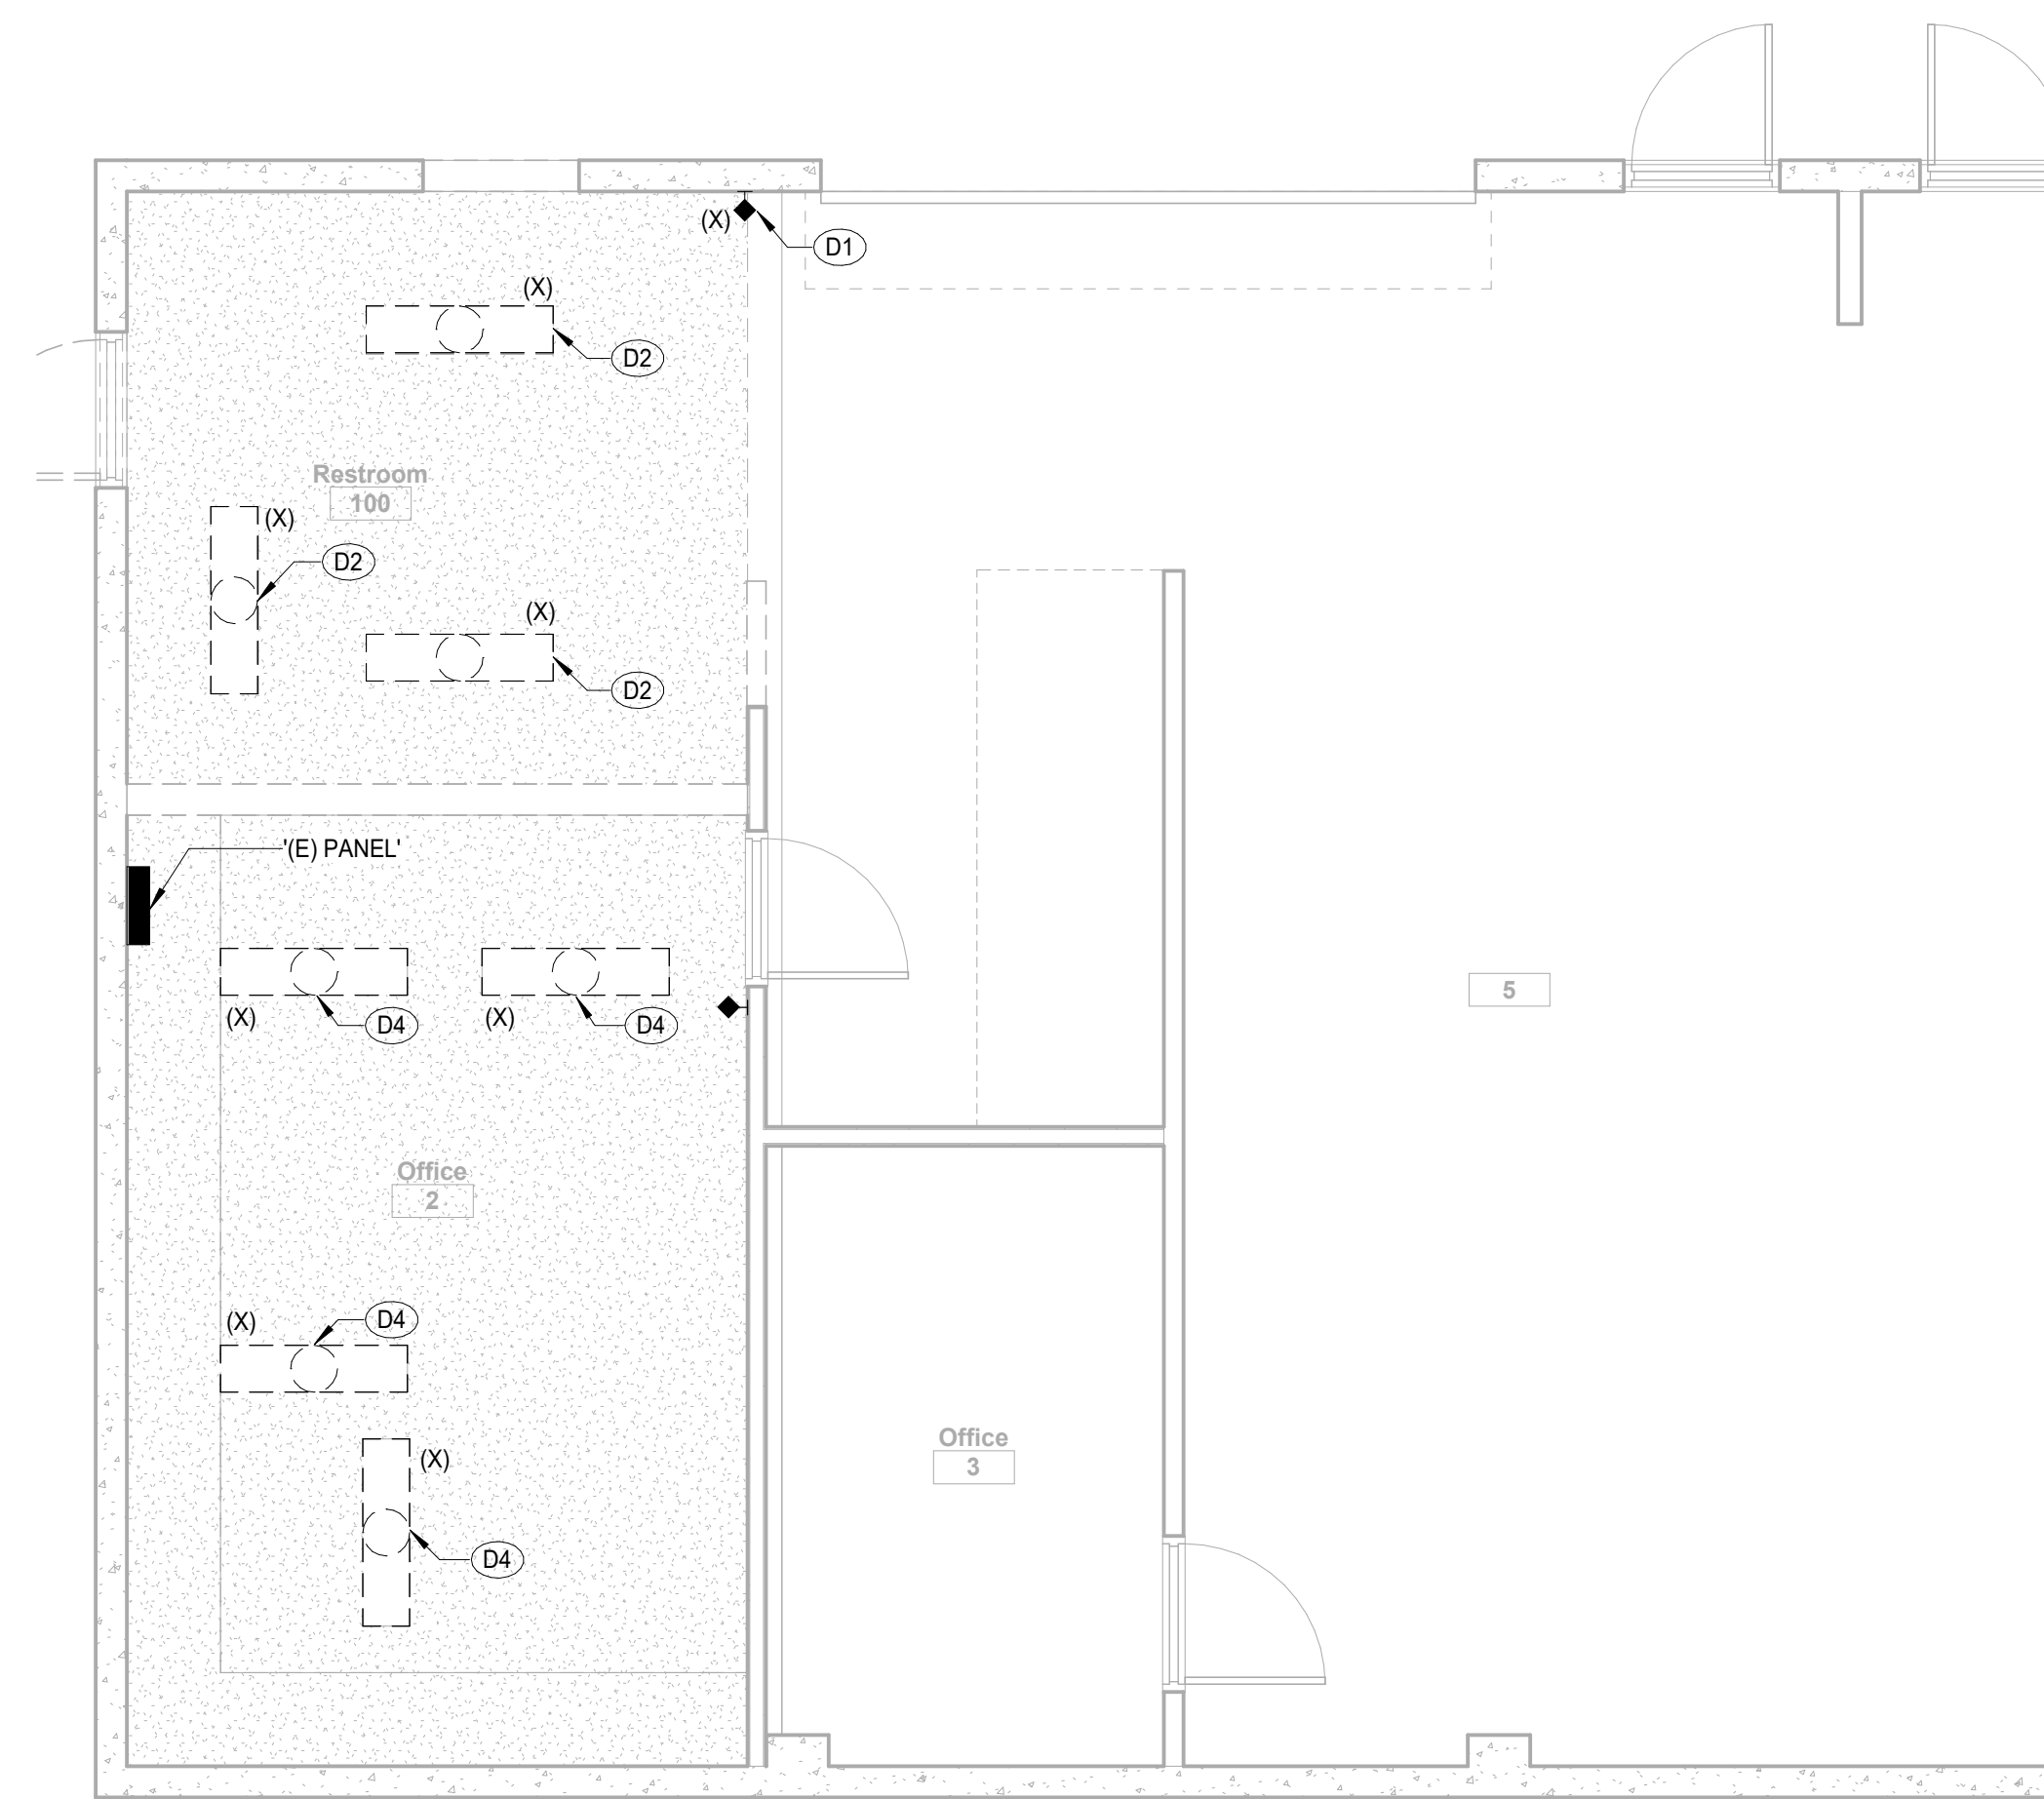 (X)
D1
(X)
D2
Restroom
100
(X)
D2
(X)
D2
'(E) PANEL'
(X)
D4
(X)
D4
5
Office
2
(X)
D4
Office
3
(X)
D4